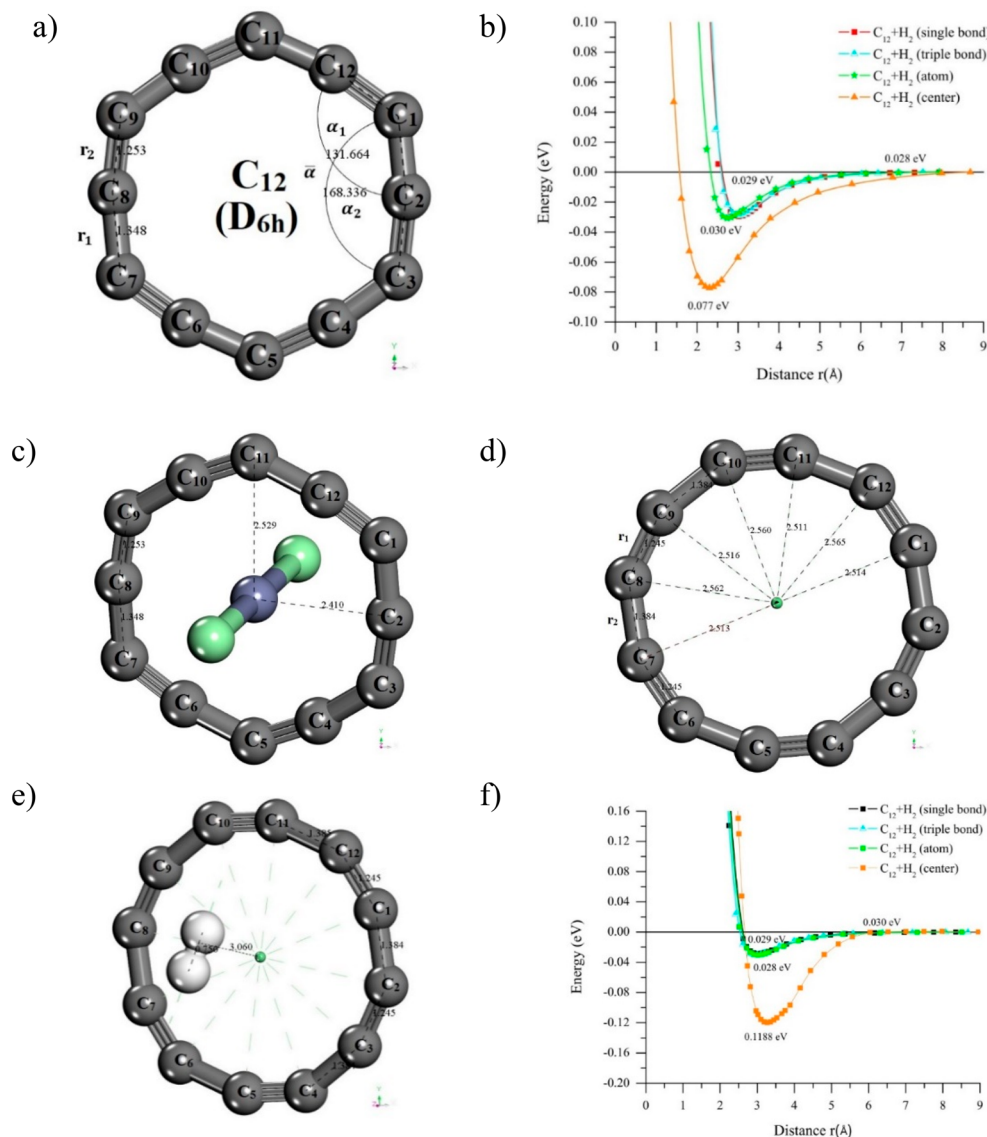 a)
C11
C10
C12
C9
C1
r2
1.253
α1
131.664
ᾱ
C12
(D6h)
168.336
α2
C8
C2
r1
1.348
C7
C3
C6
C4
C5
Y
b)
C12+H2 (single bond)
C12+H2 (triple bond)
C12+H2 (atom)
C12+H2 (center)
0.10
0.08
0.06
0.04
0.02
0.00
-0.02
-0.04
-0.06
-0.08
-0.10
Energy (eV)
0.028 eV
0.029 eV
0.030 eV
0.077 eV
0 1 2 3 4 5 6 7 8 9
Distance r(Å)
c)
C11
C10
C12
C9
C1
2.529
1.253
C8
2.410
C2
1.348
C7
C3
C6
C4
C5
Y
d)
C10
C11
C12
1.384
C9
r1
2.560
2.511
C1
1.245
2.516
2.565
C8
2.514
2.562
r2
1.384
C2
2.513
C7
1.245
C3
C6
C5
C4
Y
e)
C10
C11
1.385
C12
C9
1.245
C1
C8
3.060
1.384
C2
C7
1.245
C3
C6
C5
C4
Y
f)
C12+H2 (single bond)
C12+H2 (triple bond)
C12+H2 (atom)
C12+H2 (center)
0.16
0.12
0.08
0.04
0.00
-0.04
-0.08
-0.12
-0.16
-0.20
Energy (eV)
0.030 eV
0.029 eV
0.028 eV
0.1188 eV
0 1 2 3 4 5 6 7 8 9
Distance r(Å)